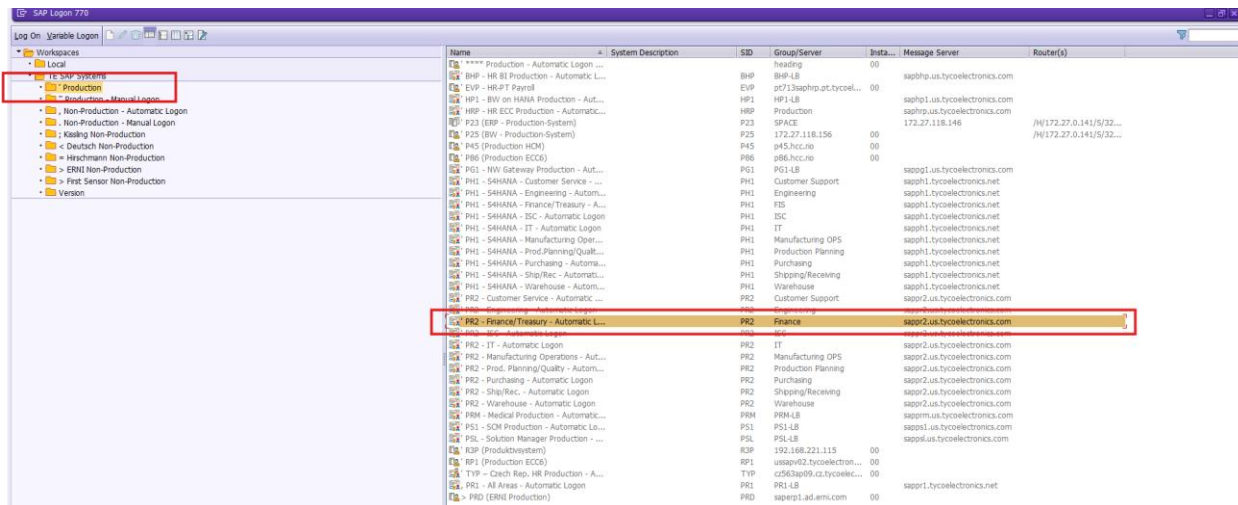 SAP Logon 770
Log On Variable Logon
Workspaces
Local
TE SAP Systems
' Production
" Production - Manual Logon
, Non-Production - Automatic Logon
. Non-Production - Manual Logon
; Kissling Non-Production
< Deutsch Non-Production
= Hirschmann Non-Production
> ERNI Non-Production
> First Sensor Non-Production
Version
Name System Description SID Group/Server Insta... Message Server Router(s)
' **** Production - Automatic Logon ... heading 00
' BHP - HR BI Production - Automatic L... BHP BHP-LB sapbhp.us.tycoelectronics.com
' EVP - HR-PT Payroll EVP pt713saphrp.pt.tycoel... 00
' HP1 - BW on HANA Production - Aut... HP1 HP1-LB saphp1.us.tycoelectronics.com
' HRP - HR ECC Production - Automatic... HRP Production saphrp.us.tycoelectronics.com
' P23 (ERP - Production-System) P23 SPACE 172.27.118.146 /H/172.27.0.141/S/32...
' P25 (BW - Production-System) P25 172.27.118.156 00 /H/172.27.0.141/S/32...
' P45 (Production HCM) P45 p45.hcc.rio 00
' P86 (Production ECC6) P86 p86.hcc.rio 00
' PG1 - NW Gateway Production - Aut... PG1 PG1-LB sappg1.us.tycoelectronics.com
' PH1 - S4HANA - Customer Service - ... PH1 Customer Support sapph1.tycoelectronics.net
' PH1 - S4HANA - Engineering - Autom... PH1 Engineering sapph1.tycoelectronics.net
' PH1 - S4HANA - Finance/Treasury - A... PH1 FIS sapph1.tycoelectronics.net
' PH1 - S4HANA - ISC - Automatic Logon PH1 ISC sapph1.tycoelectronics.net
' PH1 - S4HANA - IT - Automatic Logon PH1 IT sapph1.tycoelectronics.net
' PH1 - S4HANA - Manufacturing Oper... PH1 Manufacturing OPS sapph1.tycoelectronics.net
' PH1 - S4HANA - Prod.Planning/Qualit... PH1 Production Planning sapph1.tycoelectronics.net
' PH1 - S4HANA - Purchasing - Automa... PH1 Purchasing sapph1.tycoelectronics.net
' PH1 - S4HANA - Ship/Rec - Automati... PH1 Shipping/Receiving sapph1.tycoelectronics.net
' PH1 - S4HANA - Warehouse - Autom... PH1 Warehouse sapph1.tycoelectronics.net
' PR2 - Customer Service - Automatic ... PR2 Customer Support sappr2.us.tycoelectronics.com
' PR2 - Engineering - Automatic Logon PR2 Engineering sappr2.us.tycoelectronics.com
' PR2 - Finance/Treasury - Automatic L... PR2 Finance sappr2.us.tycoelectronics.com
' PR2 - ISC - Automatic Logon PR2 ISC sappr2.us.tycoelectronics.com
' PR2 - IT - Automatic Logon PR2 IT sappr2.us.tycoelectronics.com
' PR2 - Manufacturing Operations - Aut... PR2 Manufacturing OPS sappr2.us.tycoelectronics.com
' PR2 - Prod. Planning/Quality - Autom... PR2 Production Planning sappr2.us.tycoelectronics.com
' PR2 - Purchasing - Automatic Logon PR2 Purchasing sappr2.us.tycoelectronics.com
' PR2 - Ship/Rec. - Automatic Logon PR2 Shipping/Receiving sappr2.us.tycoelectronics.com
' PR2 - Warehouse - Automatic Logon PR2 Warehouse sappr2.us.tycoelectronics.com
' PRM - Medical Production - Automatic... PRM PRM-LB sapprm.us.tycoelectronics.com
' PS1 - SCM Production - Automatic Lo... PS1 PS1-LB sapps1.us.tycoelectronics.com
' PSL - Solution Manager Production - ... PSL PSL-LB sappsl.us.tycoelectronics.com
' R3P (Produktivsystem) R3P 192.168.221.115 00
' RP1 (Production ECC6) RP1 ussapv02.tycoelectron... 00
' TYP – Czech Rep. HR Production - A... TYP cz563ap09.cz.tycoelec... 00
, PR1 - All Areas - Automatic Logon PR1 PR1-LB sappr1.tycoelectronics.net
> PRD (ERNI Production) PRD saperp1.ad.erni.com 00